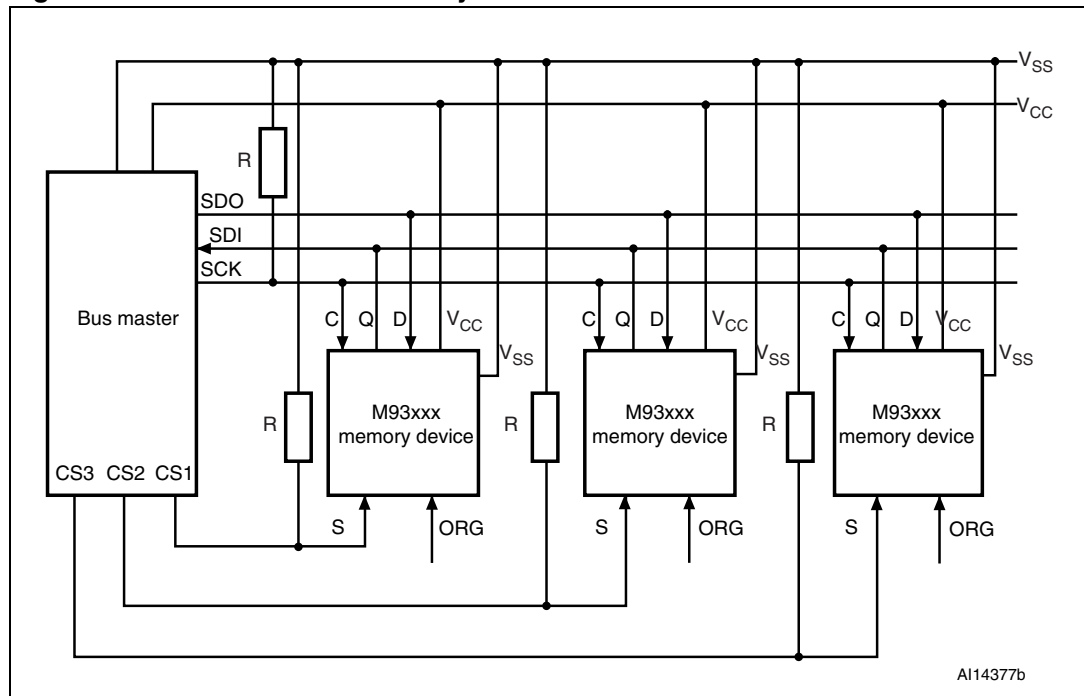 VSS
VCC
R
SDO
SDI
SCK
Bus master
C Q D VCC
VSS
C Q D VCC
VSS
C Q D VCC
VSS
R
M93xxx
memory device
R
M93xxx
memory device
R
M93xxx
memory device
CS3 CS2 CS1
S ORG
S ORG
S ORG
AI14377b